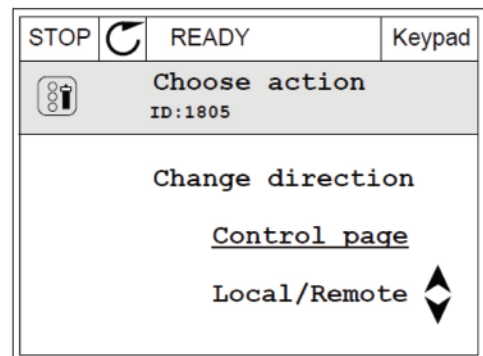 STOP READY Keypad
Choose action
ID:1805
Change direction
Control page
Local/Remote